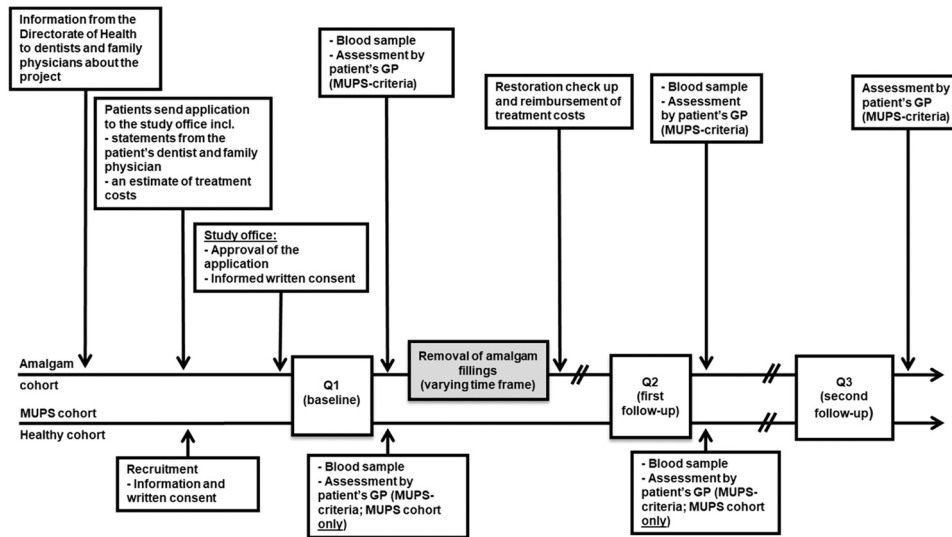 Information from the
Directorate of Health
to dentists and family
physicians about the
project
Patients send application
to the study office incl.
- statements from the
patient's dentist and family
physician
- an estimate of treatment
costs
Study office:
- Approval of the
application
- Informed written consent
- Blood sample
- Assessment by
patient's GP
(MUPS-criteria)
Restoration check up
and reimbursement of
treatment costs
- Blood sample
- Assessment
by patient's GP
(MUPS-criteria)
Assessment by
patient's GP
(MUPS-criteria)
Amalgam
cohort
Q1
(baseline)
Removal of amalgam
fillings
(varying time frame)
Q2
(first
follow-up)
Q3
(second
follow-up)
MUPS cohort
Healthy cohort
Recruitment
- Information and
written consent
- Blood sample
- Assessment by
patient's GP (MUPS-
criteria; MUPS cohort
only)
- Blood sample
- Assessment by
patient's GP (MUPS-
criteria; MUPS cohort
only)